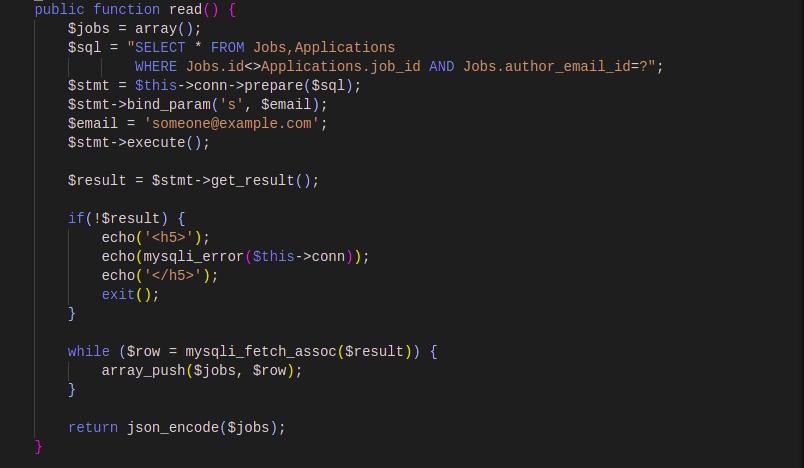 public function read() {
    $jobs = array();
    $sql = "SELECT * FROM Jobs,Applications
            WHERE Jobs.id<>Applications.job_id AND Jobs.author_email_id=?";
    $stmt = $this->conn->prepare($sql);
    $stmt->bind_param('s', $email);
    $email = 'someone@example.com';
    $stmt->execute();

    $result = $stmt->get_result();

    if(!$result) {
        echo('<h5>');
        echo(mysqli_error($this->conn));
        echo('</h5>');
        exit();
    }

    while ($row = mysqli_fetch_assoc($result)) {
        array_push($jobs, $row);
    }

    return json_encode($jobs);
}